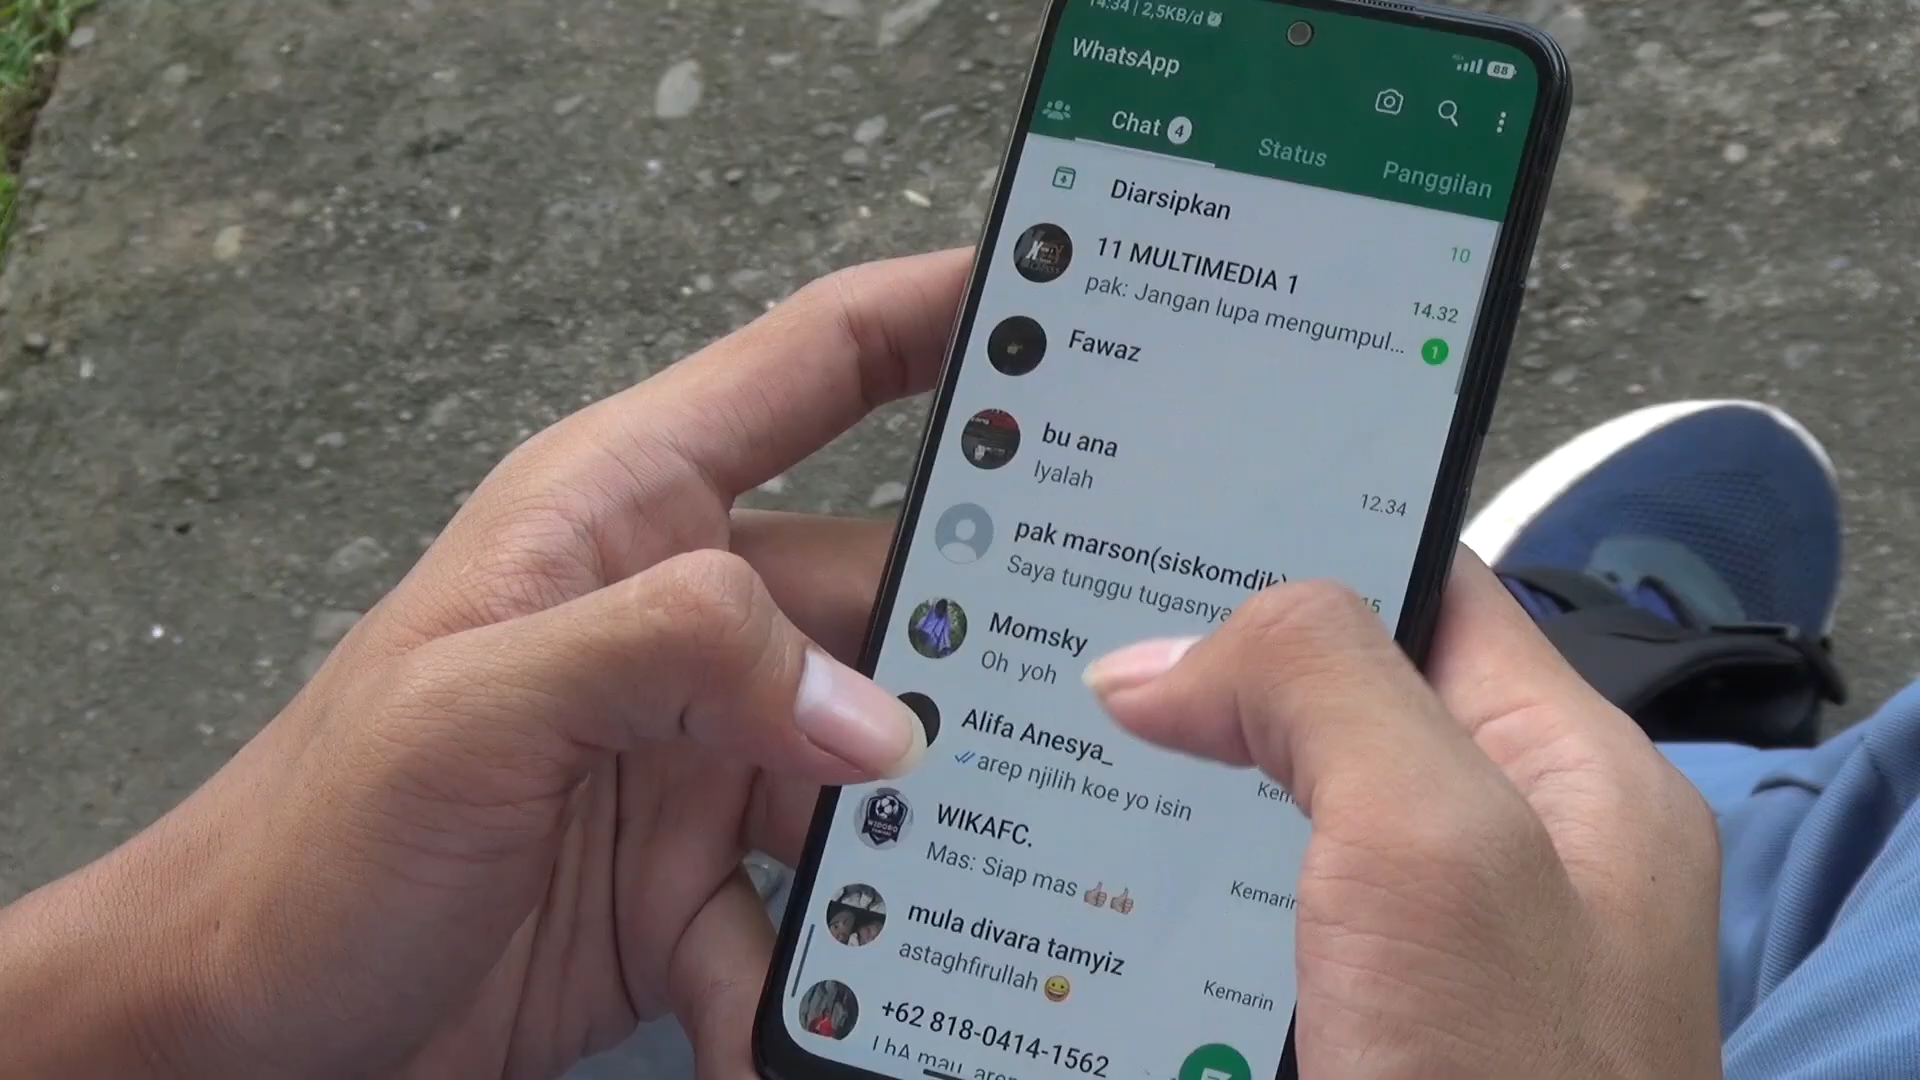 14:34 | 2,5KB/d
88
WhatsApp
Chat 4
Status
Panggilan
Diarsipkan
10
11 MULTIMEDIA 1
14.32
pak: Jangan lupa mengumpul...
1
Fawaz
bu ana
Iyalah
12.34
pak marson(siskomdik)
Saya tunggu tugasnya
15
Momsky
Oh yoh
Alifa Anesya_
arep njilih koe yo isin
WIKAFC.
Mas: Siap mas 👍👍
Kemarin
mula divara tamyiz
astaghfirullah 😀
Kemarin
+62 818-0414-1562